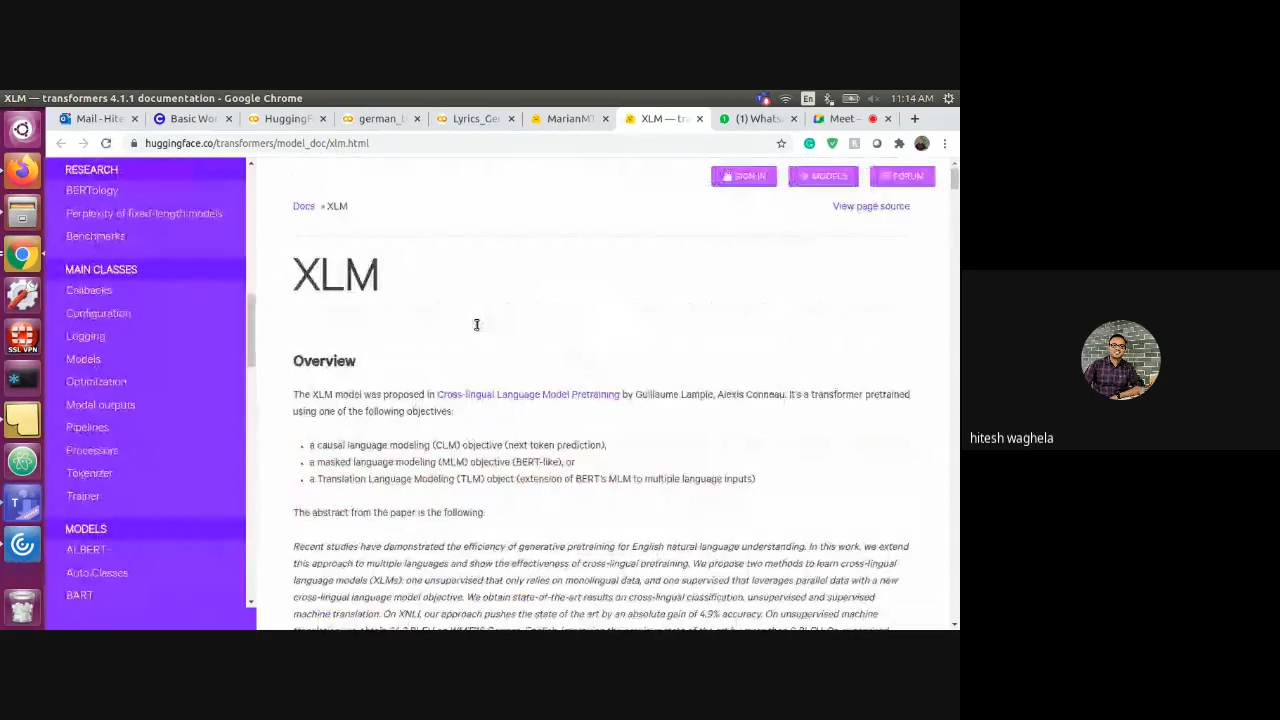 XLM — transformers 4.1.1 documentation - Google Chrome
En
11:14 AM
Mail - Hite
Basic Wo
HuggingF
german_l
Lyrics_Ge
MarianMT
XLM — tra
(1) Whats
Meet –
huggingface.co/transformers/model_doc/xlm.html
RESEARCH
BERTology
Perplexity of fixed-length models
Benchmarks
MAIN CLASSES
Callbacks
Configuration
Logging
Models
Optimization
Model outputs
Pipelines
Processors
Tokenizer
Trainer
MODELS
ALBERT
Auto Classes
BART
SSL VPN
SIGN IN
MODELS
FORUM
Docs » XLM
View page source
XLM
Overview
The XLM model was proposed in Cross-lingual Language Model Pretraining by Guillaume Lample, Alexis Conneau. It's a transformer pretrained
using one of the following objectives:
• a causal language modeling (CLM) objective (next token prediction),
• a masked language modeling (MLM) objective (BERT-like), or
• a Translation Language Modeling (TLM) object (extension of BERT's MLM to multiple language inputs)
The abstract from the paper is the following:
Recent studies have demonstrated the efficiency of generative pretraining for English natural language understanding. In this work, we extend
this approach to multiple languages and show the effectiveness of cross-lingual pretraining. We propose two methods to learn cross-lingual
language models (XLMs): one unsupervised that only relies on monolingual data, and one supervised that leverages parallel data with a new
cross-lingual language model objective. We obtain state-of-the-art results on cross-lingual classification, unsupervised and supervised
machine translation. On XNLI, our approach pushes the state of the art by an absolute gain of 4.9% accuracy. On unsupervised machine
hitesh waghela